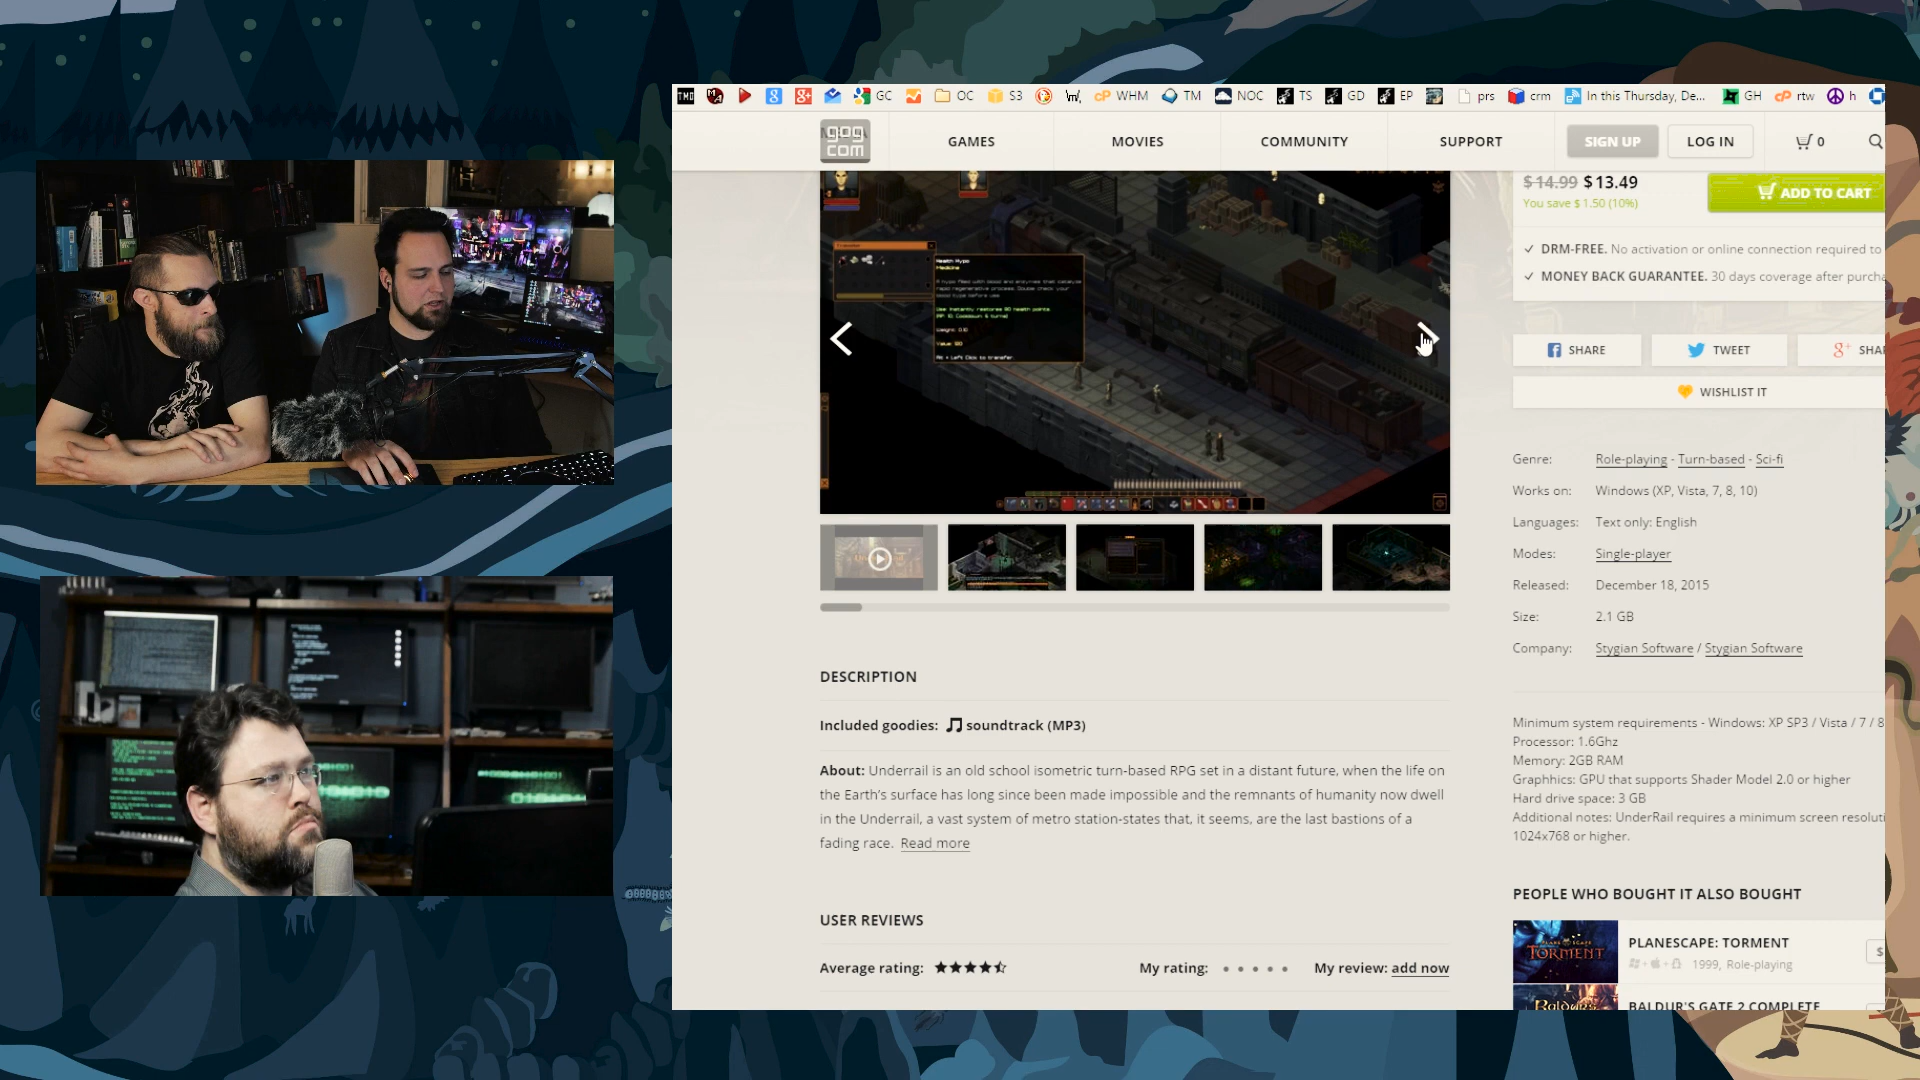 TMD
GC
OC
S3
\m/
cP WHM
TM
NOC
TS
GD
EP
prs
crm
In this Thursday, De...
GH
cP rtw
h
gog
com
GAMES
MOVIES
COMMUNITY
SUPPORT
SIGN UP
LOG IN
0
$14.99 $13.49
You save $1.50 (10%)
ADD TO CART
DRM-FREE. No activation or online connection required to
MONEY BACK GUARANTEE. 30 days coverage after purcha
SHARE
TWEET
SHA
WISHLIST IT
Health Hypo
Medicine
Genre: Role-playing - Turn-based - Sci-fi
Works on: Windows (XP, Vista, 7, 8, 10)
Languages: Text only: English
Modes: Single-player
Released: December 18, 2015
Size: 2.1 GB
Company: Stygian Software / Stygian Software
DESCRIPTION
Included goodies: soundtrack (MP3)
About: Underrail is an old school isometric turn-based RPG set in a distant future, when the life on
the Earth's surface has long since been made impossible and the remnants of humanity now dwell
in the Underrail, a vast system of metro station-states that, it seems, are the last bastions of a
fading race. Read more
Minimum system requirements - Windows: XP SP3 / Vista / 7 / 8
Processor: 1.6Ghz
Memory: 2GB RAM
Graphhics: GPU that supports Shader Model 2.0 or higher
Hard drive space: 3 GB
Additional notes: UnderRail requires a minimum screen resoluti
1024x768 or higher.
USER REVIEWS
Average rating:
My rating:
My review: add now
PEOPLE WHO BOUGHT IT ALSO BOUGHT
TORMENT
PLANESCAPE: TORMENT
1999, Role-playing
$
Baldur's
BALDUR'S GATE 2 COMPLETE